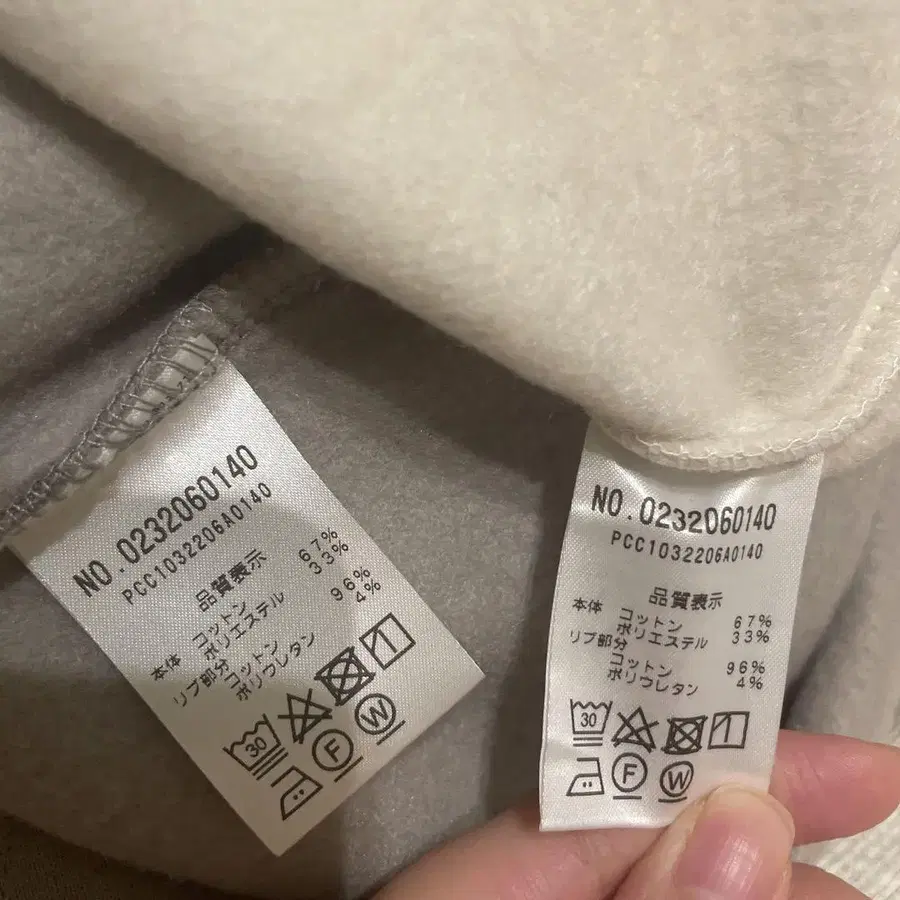 NO.0232060140
PCC1032206A0140
品質表示
本体 コットン 67%
ポリエステル 33%
リブ部分
コットン 96%
ポリウレタン 4%
30
F W
NO.0232060140
PCC1032206A0140
品質表示
本体 コットン 67%
ポリエステル 33%
リブ部分
コットン 96%
ポリウレタン 4%
30
F W